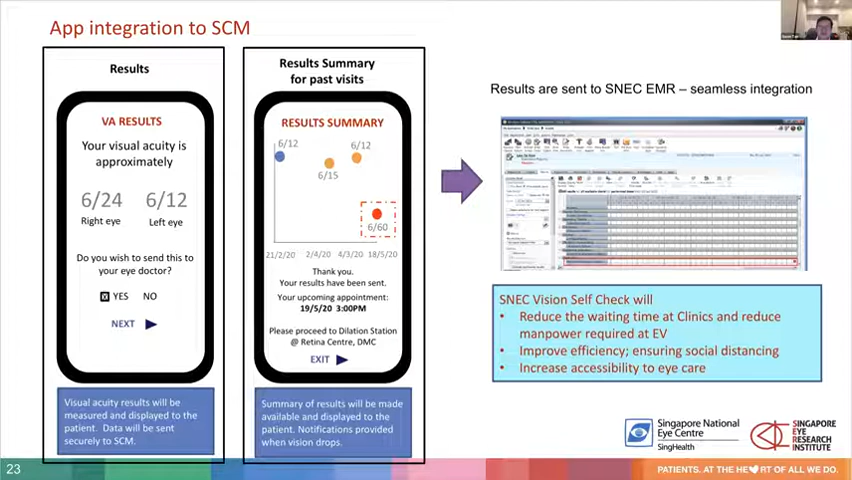 App integration to SCM
Results
VA RESULTS
Your visual acuity is
approximately
6/24 6/12
Right eye Left eye
Do you wish to send this to
your eye doctor?
YES NO
NEXT
Visual acuity results will be
measured and displayed to the
patient. Data will be sent
securely to SCM.
Results Summary
for past visits
RESULTS SUMMARY
6/12
6/15
6/12
6/60
21/2/20 2/4/20 4/3/20 18/5/20
Thank you.
Your results have been sent.
Your upcoming appointment:
19/5/20 3:00PM
Please proceed to Dilation Station
@ Retina Centre, DMC
EXIT
Summary of results will be made
available and displayed to the
patient. Notifications provided
when vision drops.
Results are sent to SNEC EMR – seamless integration
SNEC Vision Self Check will
• Reduce the waiting time at Clinics and reduce
manpower required at EV
• Improve efficiency; ensuring social distancing
• Increase accessibility to eye care
Singapore National
Eye Centre
SingHealth
SINGAPORE
EYE
RESEARCH
INSTITUTE
23
PATIENTS. AT THE HE RT OF ALL WE DO.